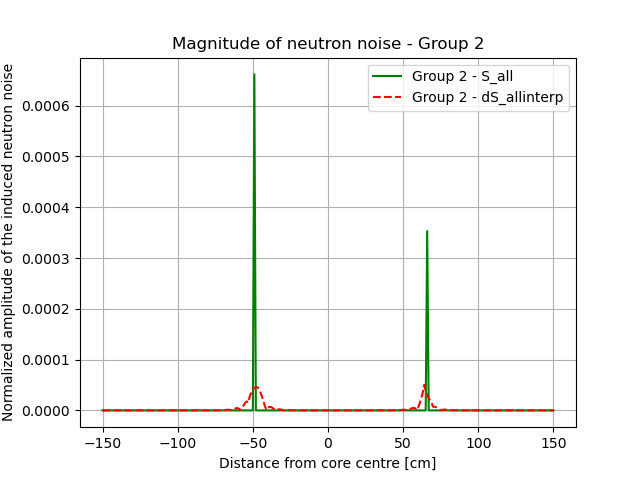 Magnitude of neutron noise - Group 2
Normalized amplitude of the induced neutron noise
Group 2 - S_all
Group 2 - dS_allinterp
0.0006
0.0005
0.0004
0.0003
0.0002
0.0001
0.0000
−150
−100
−50
0
50
100
150
Distance from core centre [cm]